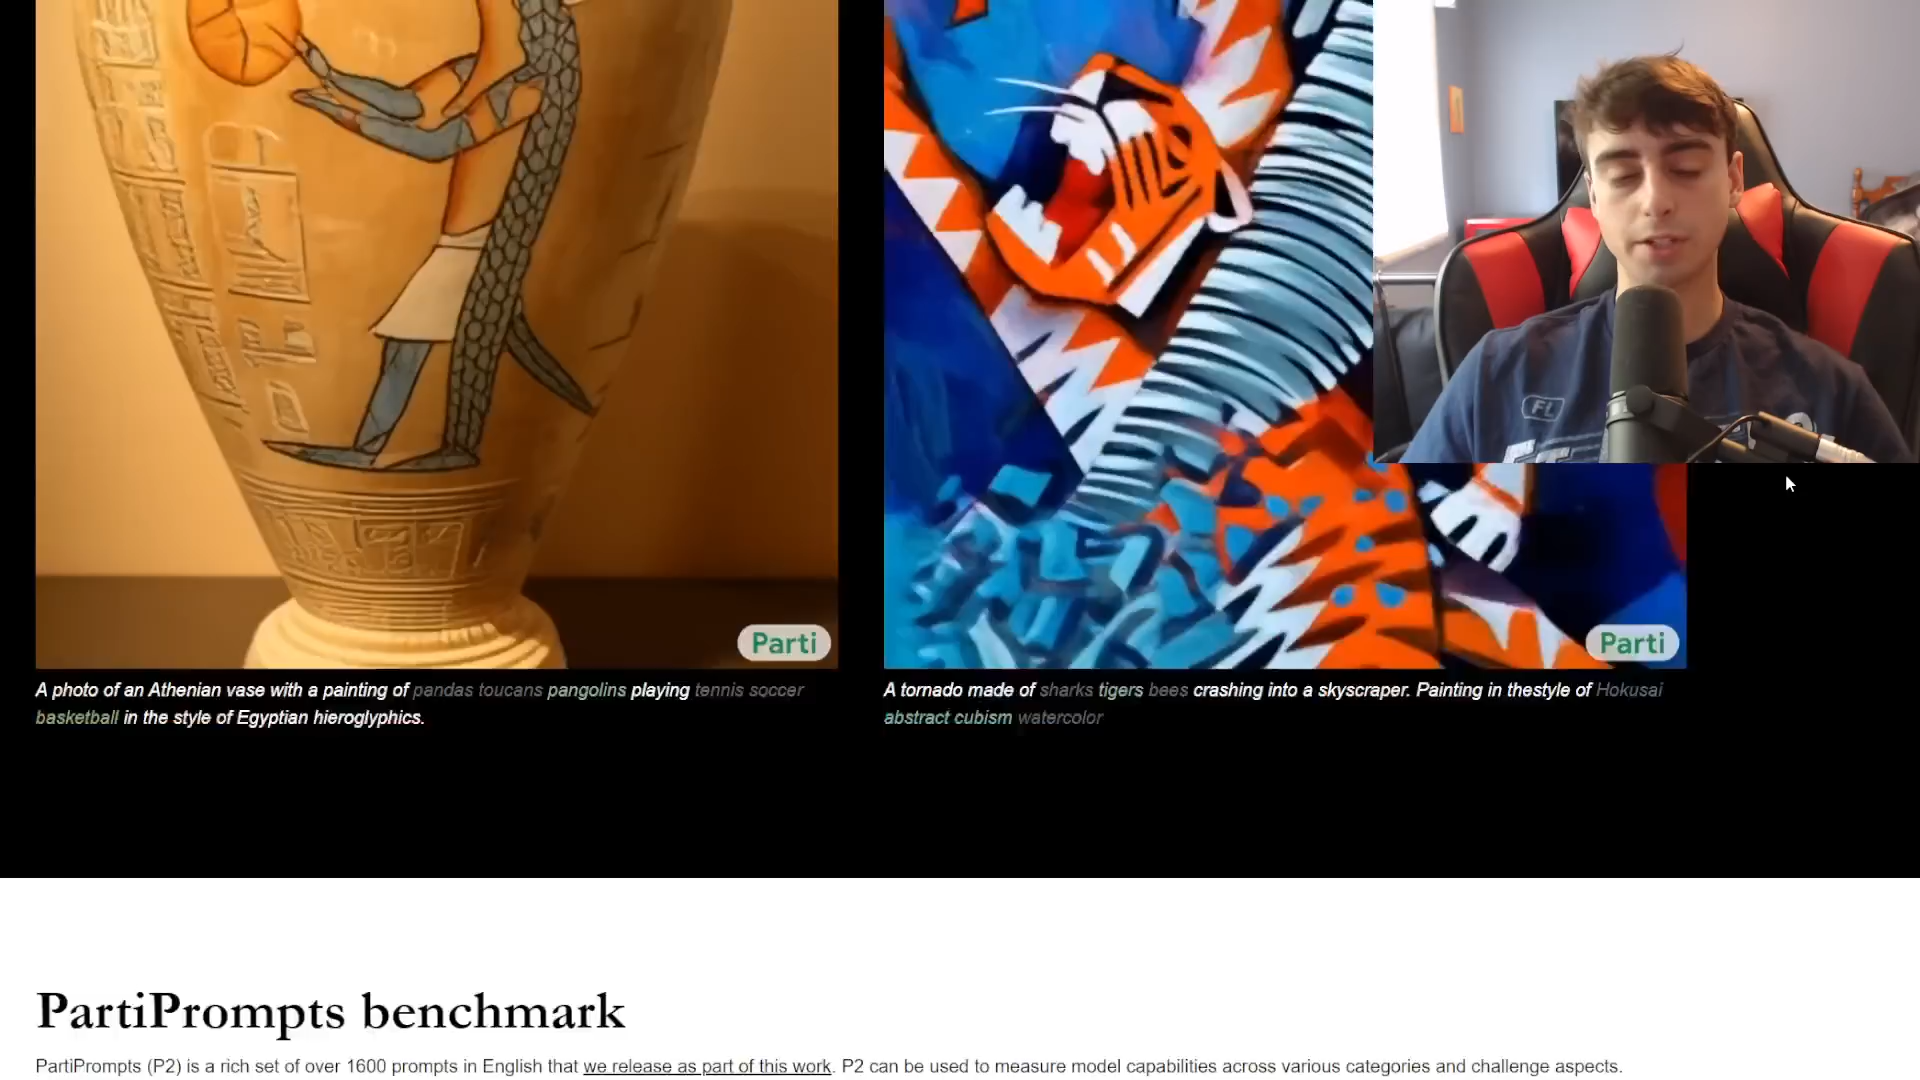 Parti
Parti
A photo of an Athenian vase with a painting of pandas toucans pangolins playing tennis soccer
basketball in the style of Egyptian hieroglyphics.
A tornado made of sharks tigers bees crashing into a skyscraper. Painting in thestyle of Hokusai
abstract cubism watercolor
FL
PartiPrompts benchmark
PartiPrompts (P2) is a rich set of over 1600 prompts in English that we release as part of this work. P2 can be used to measure model capabilities across various categories and challenge aspects.